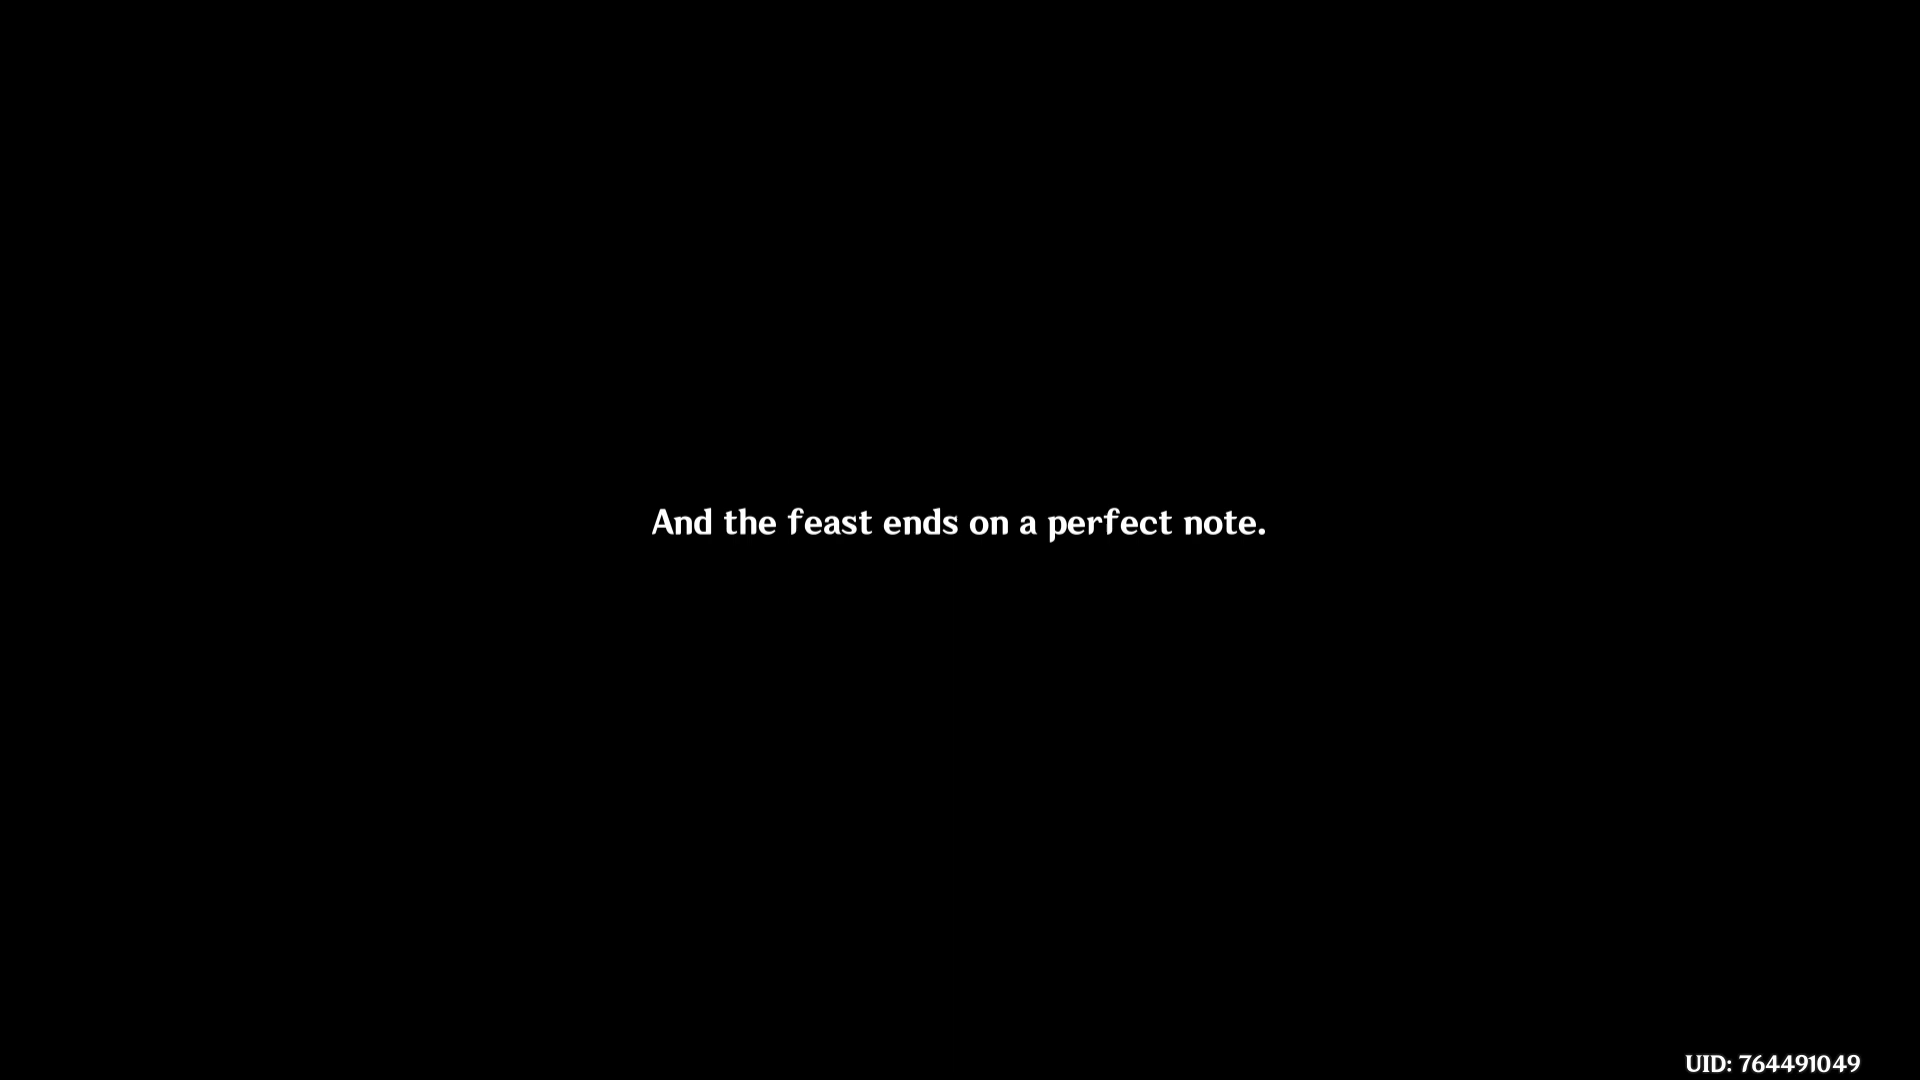 And the feast ends on a perfect note.
UID: 764491049